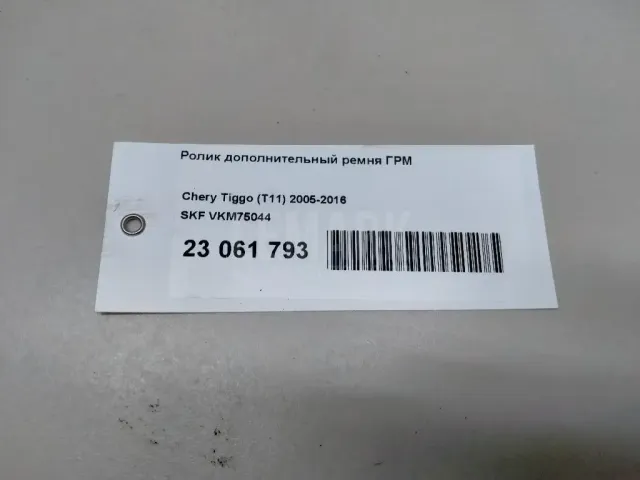 Ролик дополнительный ремня ГРМ
Chery Tiggo (T11) 2005-2016
SKF VKM75044
23 061 793